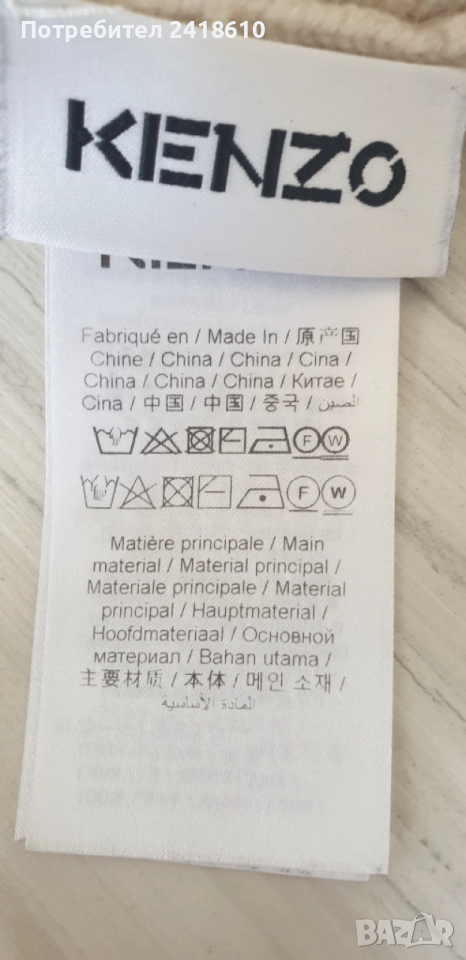 Потребител 2418610
KENZO
Fabriqué en / Made In / 原产国
Chine / China / China / Cina /
China / China / China / Китае /
Cina / 中国 / 中国 / 중국 / الصين
F W
F W
Matière principale / Main
material / Material principal /
Materiale principale / Material
principal / Hauptmaterial /
Hoofdmateriaal / Основной
материал / Bahan utama /
主要材质 / 本体 / 메인 소재 /
المادة الأساسية
BAZAR